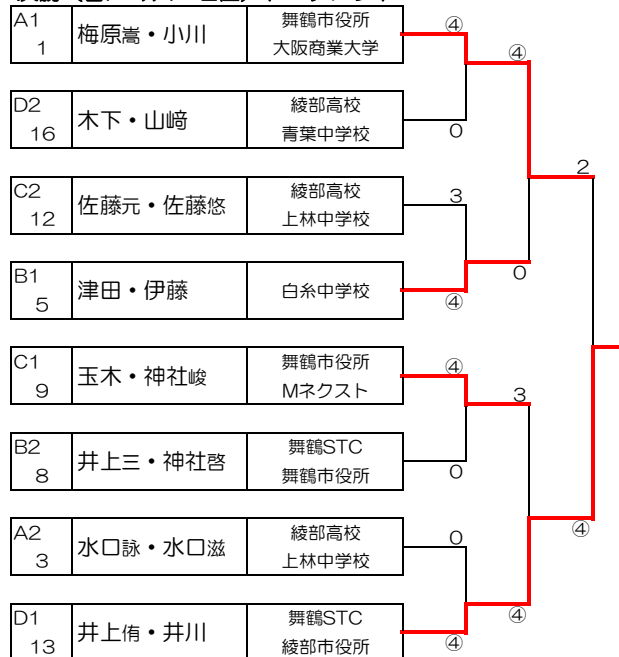 A1
1
梅原嵩・小川
舞鶴市役所
大阪商業大学
④
④
D2
16
木下・山﨑
綾部高校
青葉中学校
0
2
C2
12
佐藤元・佐藤悠
綾部高校
上林中学校
3
0
B1
5
津田・伊藤
白糸中学校
④
C1
9
玉木・神社峻
舞鶴市役所
Mネクスト
④
3
B2
8
井上三・神社啓
舞鶴STC
舞鶴市役所
0
④
A2
3
水口詠・水口滋
綾部高校
上林中学校
0
④
D1
13
井上侑・井川
舞鶴STC
綾部市役所
④